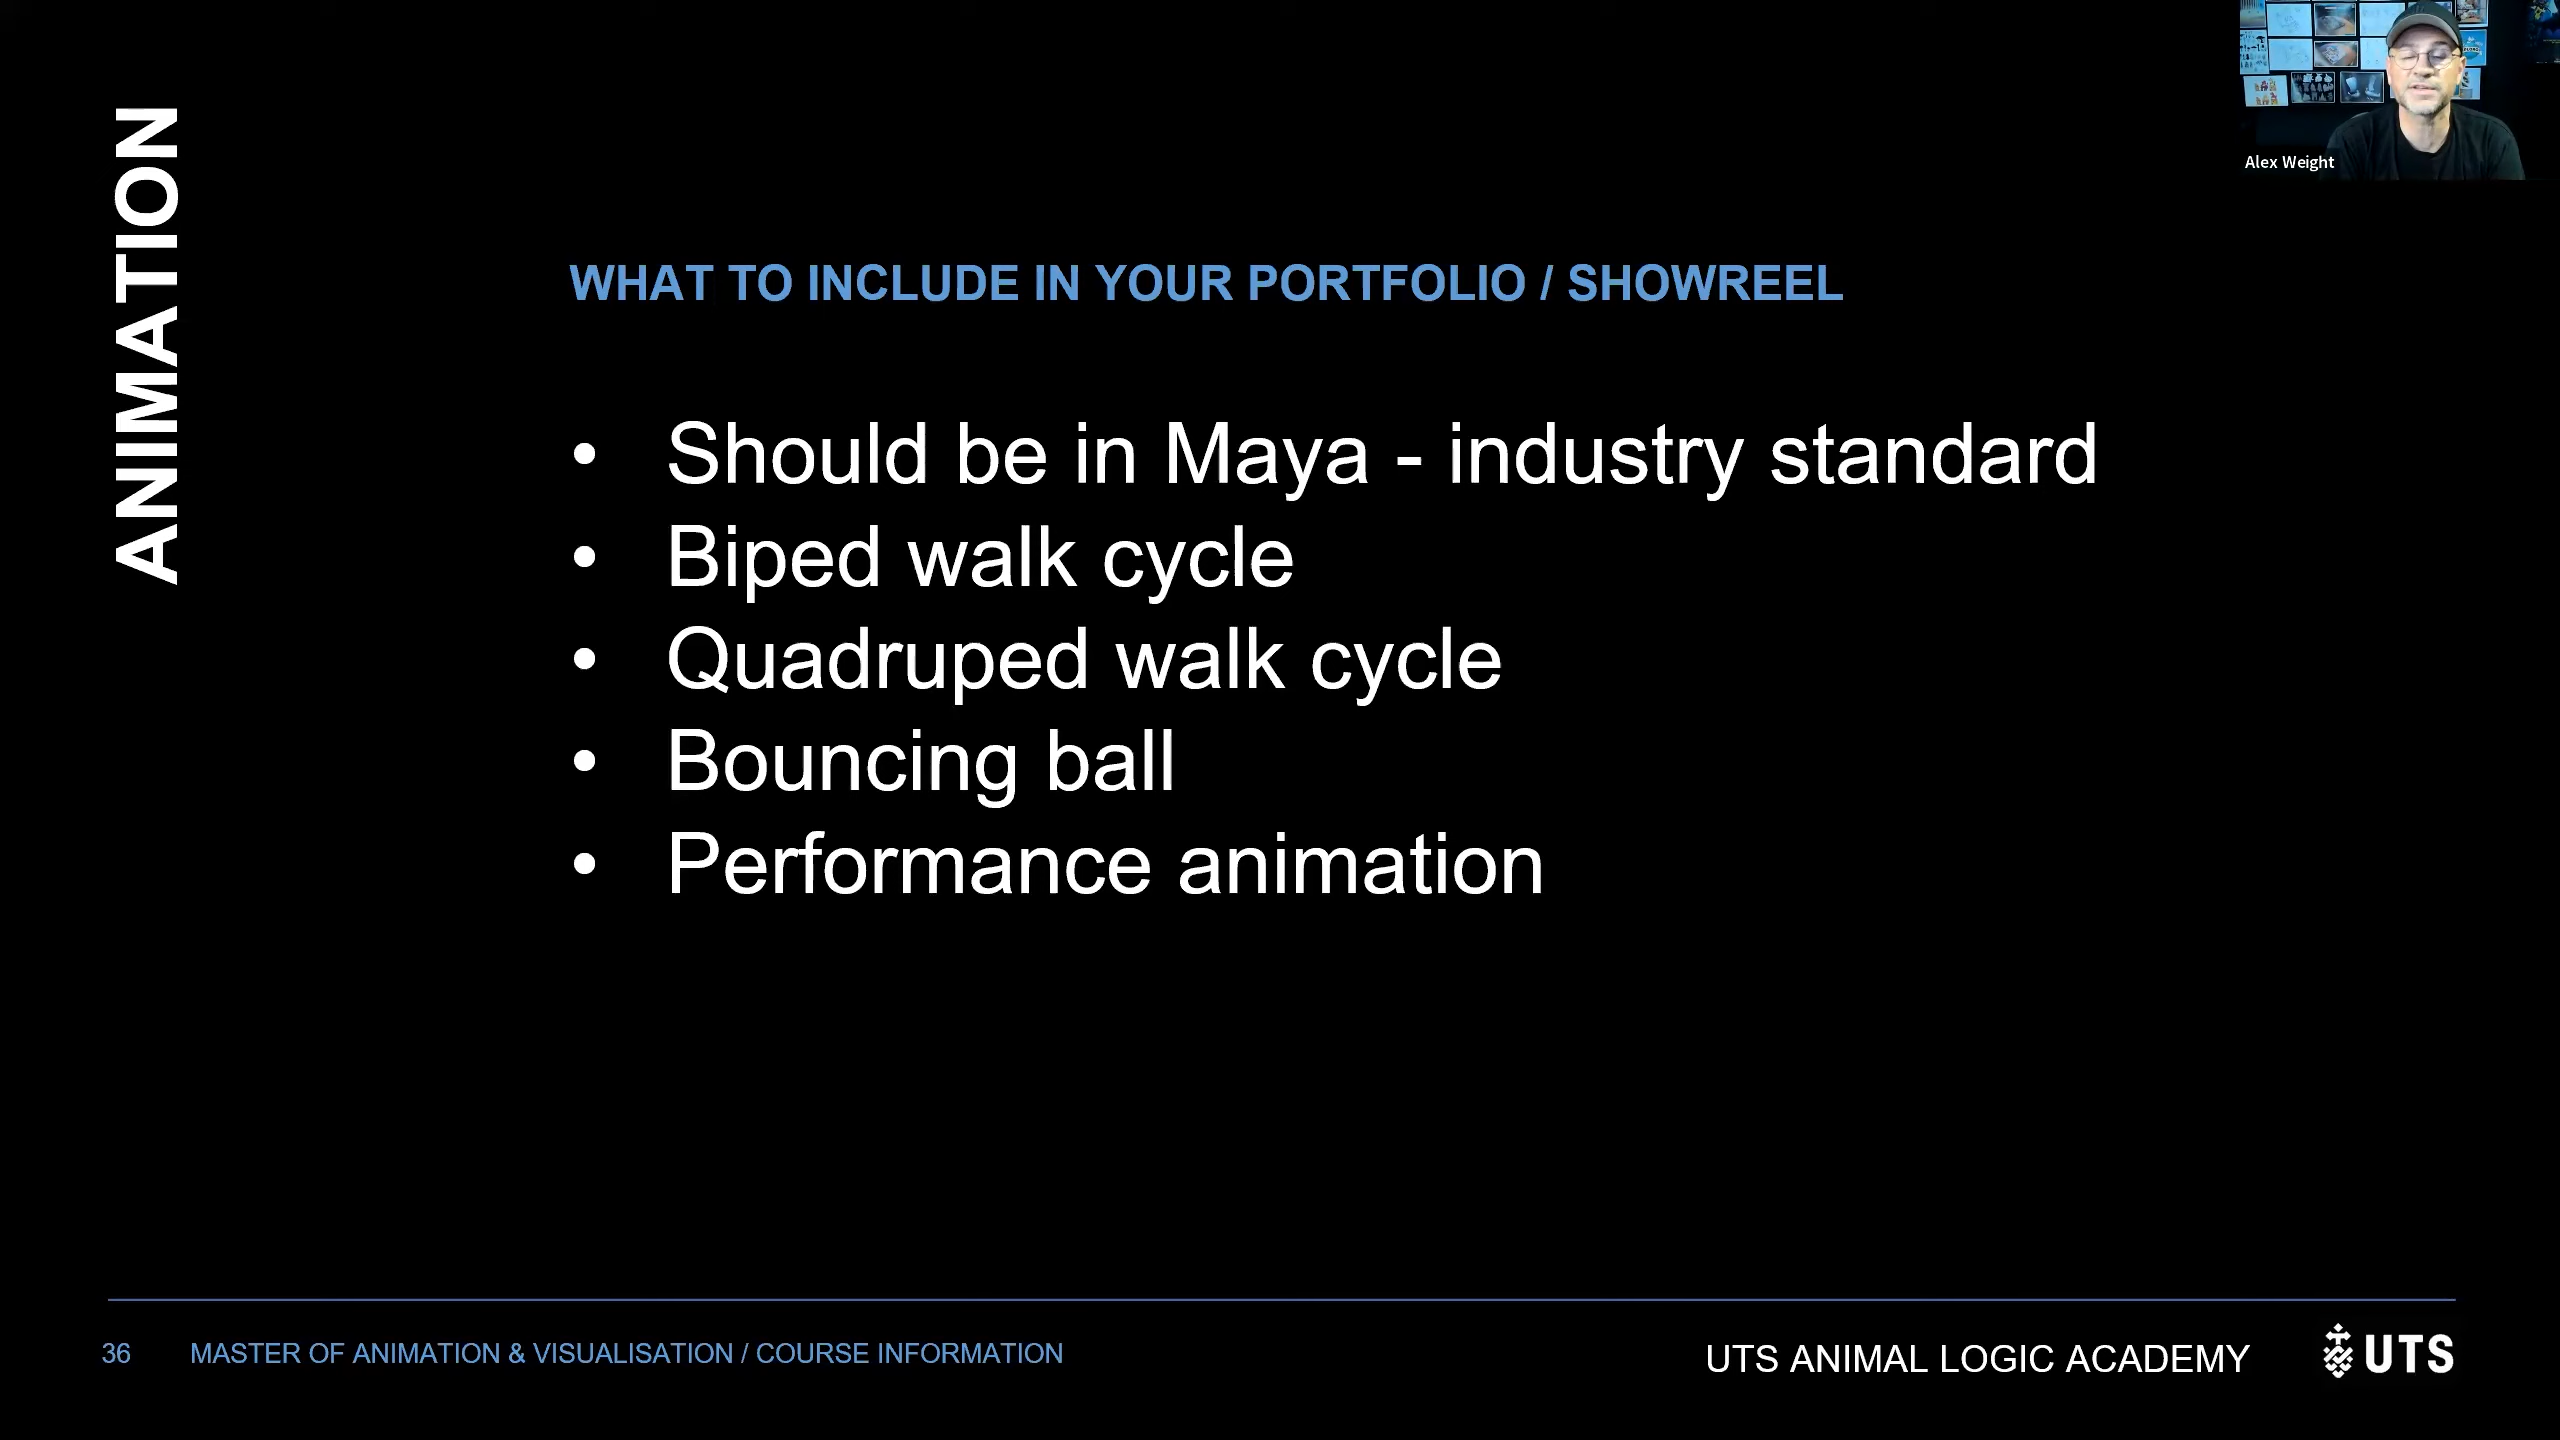 Alex Weight
ANIMATION
WHAT TO INCLUDE IN YOUR PORTFOLIO / SHOWREEL
• Should be in Maya - industry standard
• Biped walk cycle
• Quadruped walk cycle
• Bouncing ball
• Performance animation
36 MASTER OF ANIMATION & VISUALISATION / COURSE INFORMATION
UTS ANIMAL LOGIC ACADEMY
UTS